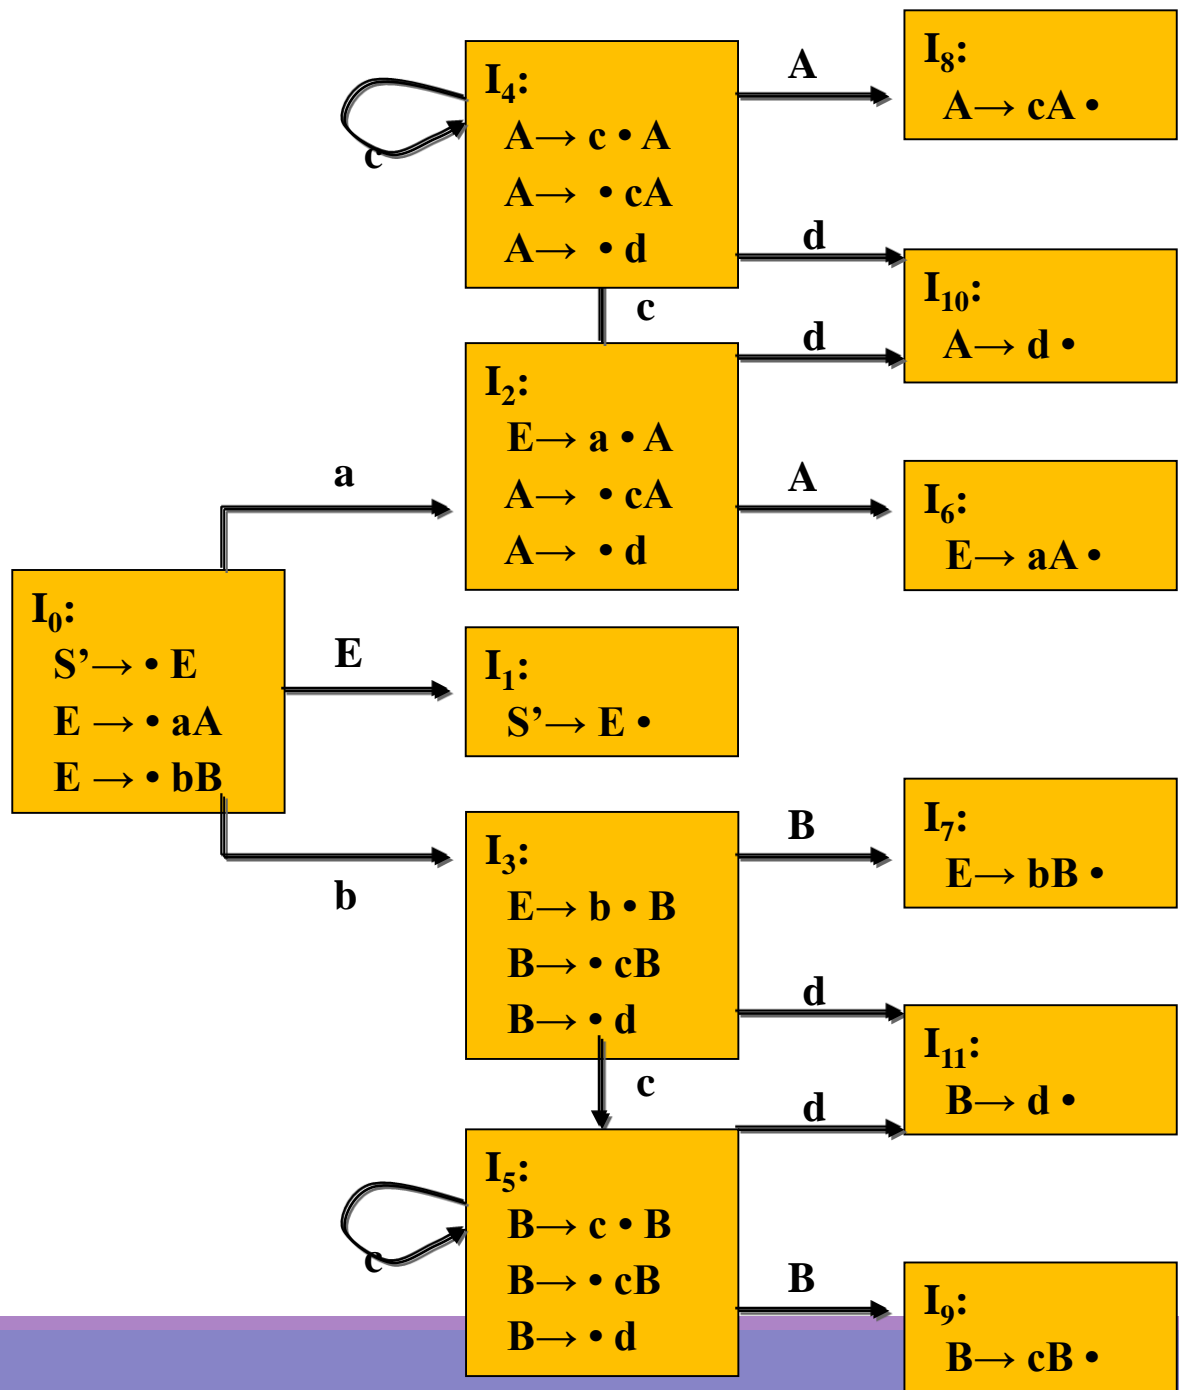 I₄:
A→ c • A
A→ • cA
A→ • d
c
A
I₈:
A→ cA •
d
I₁₀:
A→ d •
c
d
I₂:
E→ a • A
A→ • cA
A→ • d
A
I₆:
E→ aA •
a
I₀:
S’→ • E
E → • aA
E → • bB
E
I₁:
S’→ E •
b
I₃:
E→ b • B
B→ • cB
B→ • d
B
I₇:
E→ bB •
d
I₁₁:
B→ d •
c
d
I₅:
B→ c • B
B→ • cB
B→ • d
c
B
I₉:
B→ cB •